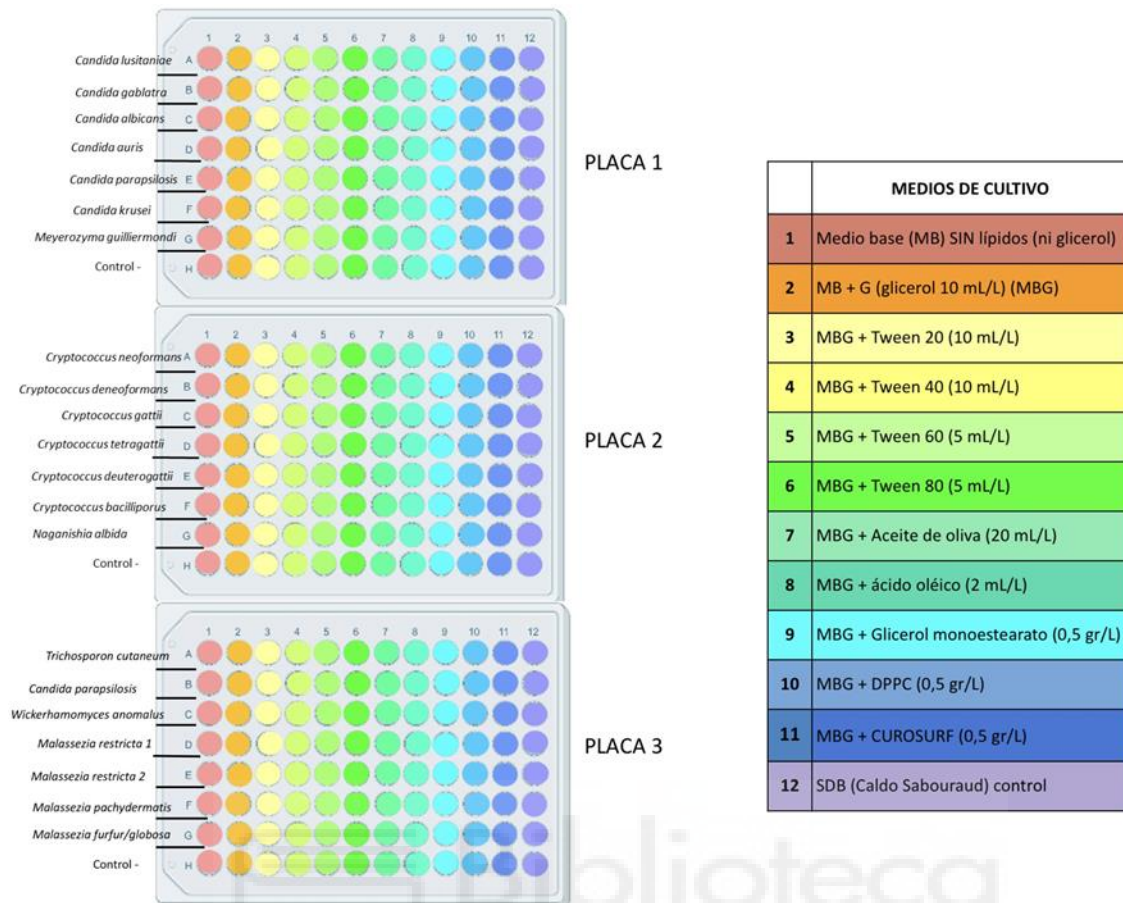 1 2 3 4 5 6 7 8 9 10 11 12
Candida lusitaniae A
Candida gablatra B
Candida albicans C
Candida auris D
Candida parapsilosis E
Candida krusei F
Meyerozyma guilliermondi G
Control - H
PLACA 1
1 2 3 4 5 6 7 8 9 10 11 12
Cryptococcus neoformans A
Cryptococcus deneoformans B
Cryptococcus gattii C
Cryptococcus tetragattii D
Cryptococcus deuterogattii E
Cryptococcus bacilliporus F
Naganishia albida G
Control - H
PLACA 2
1 2 3 4 5 6 7 8 9 10 11 12
Trichosporon cutaneum A
Candida parapsilosis B
Wickerhamomyces anomalus C
Malassezia restricta 1 D
Malassezia restricta 2 E
Malassezia pachydermatis F
Malassezia furfur/globosa G
Control - H
PLACA 3
MEDIOS DE CULTIVO
1 Medio base (MB) SIN lípidos (ni glicerol)
2 MB + G (glicerol 10 mL/L) (MBG)
3 MBG + Tween 20 (10 mL/L)
4 MBG + Tween 40 (10 mL/L)
5 MBG + Tween 60 (5 mL/L)
6 MBG + Tween 80 (5 mL/L)
7 MBG + Aceite de oliva (20 mL/L)
8 MBG + ácido oléico (2 mL/L)
9 MBG + Glicerol monoestearato (0,5 gr/L)
10 MBG + DPPC (0,5 gr/L)
11 MBG + CUROSURF (0,5 gr/L)
12 SDB (Caldo Sabouraud) control
Biblioteca